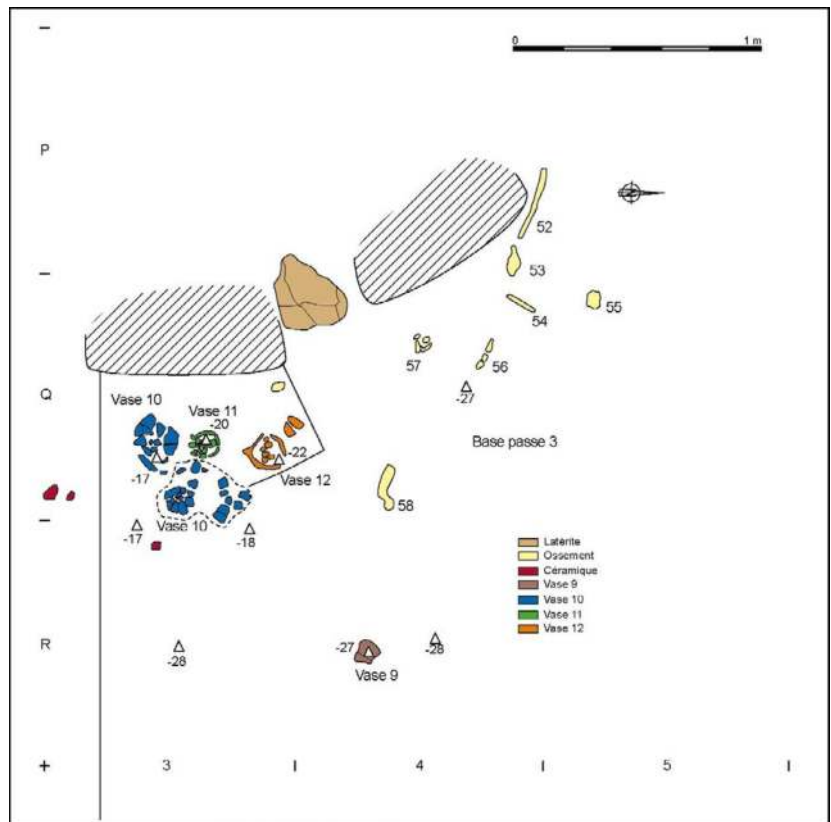 0 1 m
P
N
52
53
54
55
57
56
-27
Q
Vase 10
Vase 11
-20
-22
-17
Vase 12
Base passe 3
58
Vase 10
-17
-18
Latérite
Ossement
Céramique
Vase 9
Vase 10
Vase 11
Vase 12
R
-28
-27
-28
Vase 9
+ 3 I 4 I 5 I